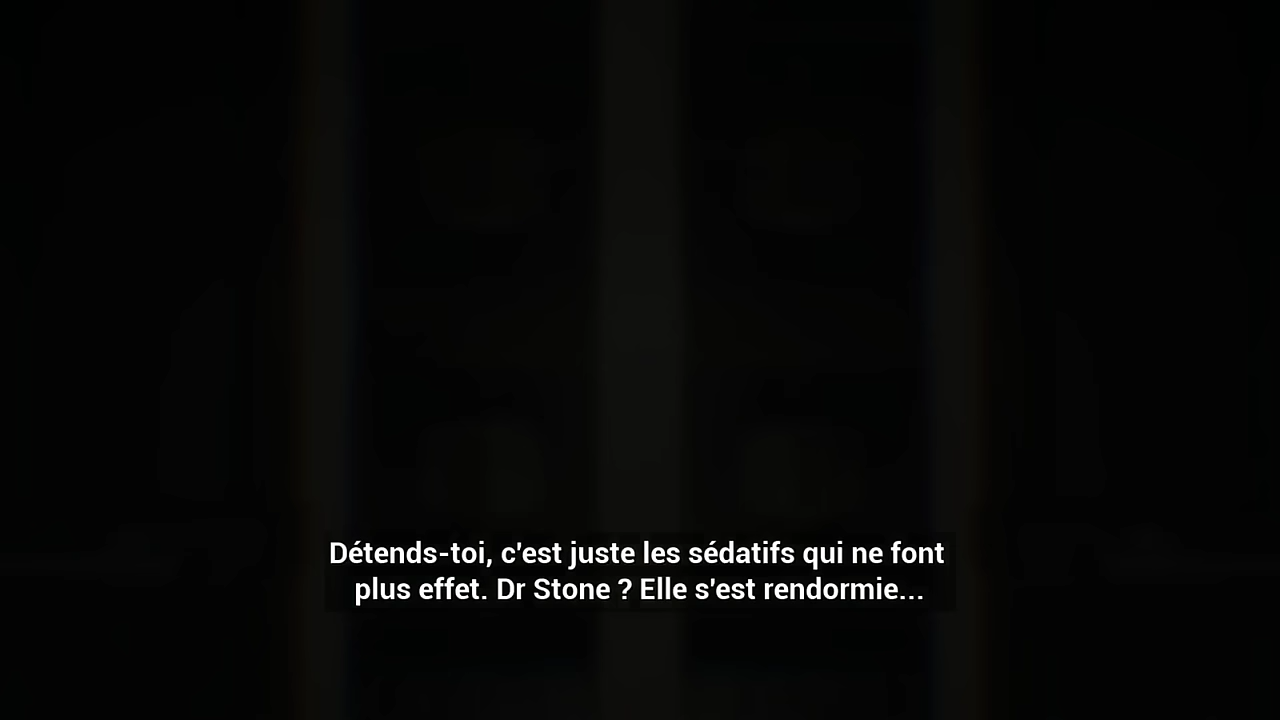 Détends-toi, c'est juste les sédatifs qui ne font
plus effet. Dr Stone ? Elle s'est rendormie...